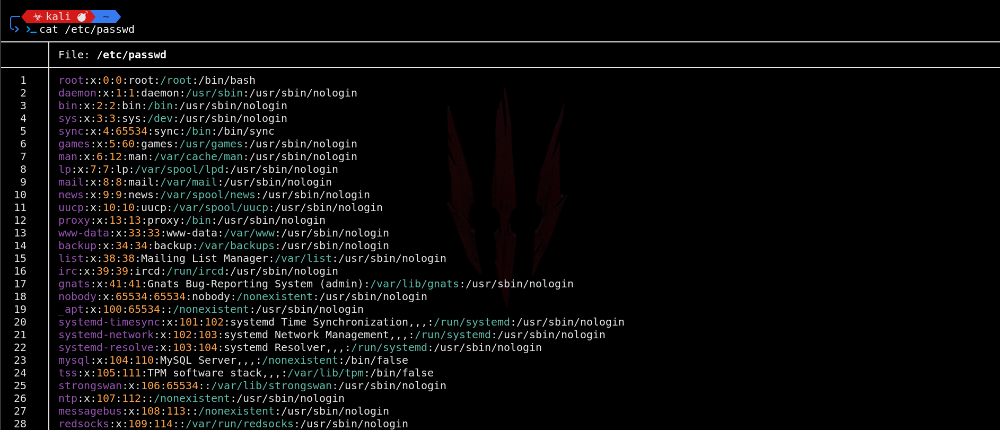 kali ~
cat /etc/passwd
File: /etc/passwd
1 root:x:0:0:root:/root:/bin/bash
2 daemon:x:1:1:daemon:/usr/sbin:/usr/sbin/nologin
3 bin:x:2:2:bin:/bin:/usr/sbin/nologin
4 sys:x:3:3:sys:/dev:/usr/sbin/nologin
5 sync:x:4:65534:sync:/bin:/bin/sync
6 games:x:5:60:games:/usr/games:/usr/sbin/nologin
7 man:x:6:12:man:/var/cache/man:/usr/sbin/nologin
8 lp:x:7:7:lp:/var/spool/lpd:/usr/sbin/nologin
9 mail:x:8:8:mail:/var/mail:/usr/sbin/nologin
10 news:x:9:9:news:/var/spool/news:/usr/sbin/nologin
11 uucp:x:10:10:uucp:/var/spool/uucp:/usr/sbin/nologin
12 proxy:x:13:13:proxy:/bin:/usr/sbin/nologin
13 www-data:x:33:33:www-data:/var/www:/usr/sbin/nologin
14 backup:x:34:34:backup:/var/backups:/usr/sbin/nologin
15 list:x:38:38:Mailing List Manager:/var/list:/usr/sbin/nologin
16 irc:x:39:39:ircd:/run/ircd:/usr/sbin/nologin
17 gnats:x:41:41:Gnats Bug-Reporting System (admin):/var/lib/gnats:/usr/sbin/nologin
18 nobody:x:65534:65534:nobody:/nonexistent:/usr/sbin/nologin
19 _apt:x:100:65534::/nonexistent:/usr/sbin/nologin
20 systemd-timesync:x:101:102:systemd Time Synchronization,,,:/run/systemd:/usr/sbin/nologin
21 systemd-network:x:102:103:systemd Network Management,,,:/run/systemd:/usr/sbin/nologin
22 systemd-resolve:x:103:104:systemd Resolver,,,:/run/systemd:/usr/sbin/nologin
23 mysql:x:104:110:MySQL Server,,,:/nonexistent:/bin/false
24 tss:x:105:111:TPM software stack,,,:/var/lib/tpm:/bin/false
25 strongswan:x:106:65534::/var/lib/strongswan:/usr/sbin/nologin
26 ntp:x:107:112::/nonexistent:/usr/sbin/nologin
27 messagebus:x:108:113::/nonexistent:/usr/sbin/nologin
28 redsocks:x:109:114::/var/run/redsocks:/usr/sbin/nologin